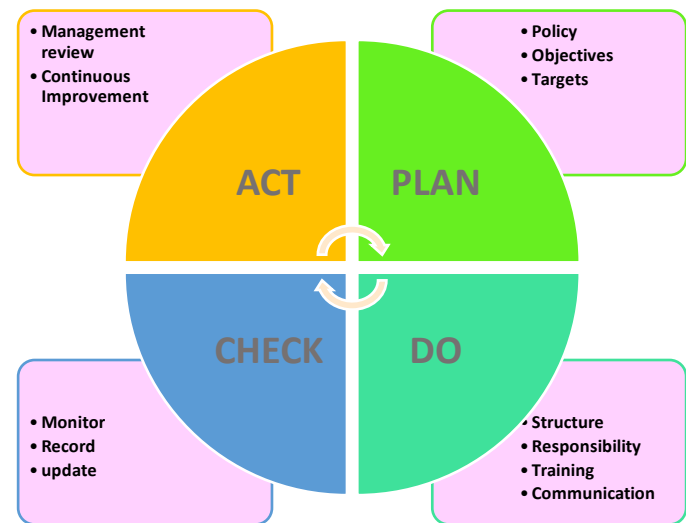 • Management
review
• Continuous
Improvement
• Policy
• Objectives
• Targets
ACT
PLAN
CHECK
DO
• Monitor
• Record
• update
• Structure
• Responsibility
• Training
• Communication